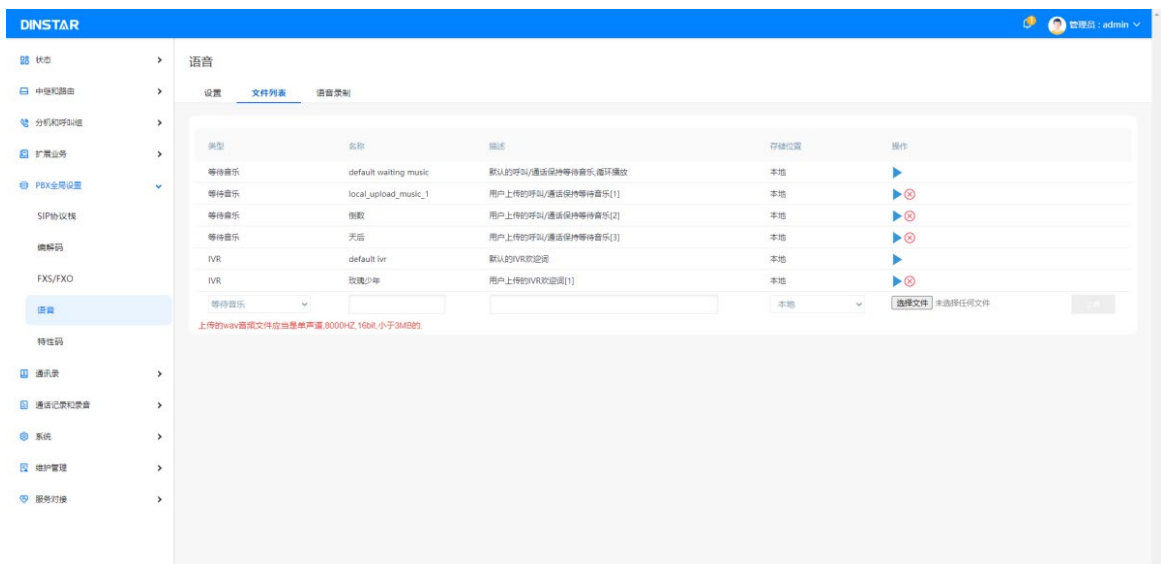 DINSTAR
管理员 : admin
状态
中继和路由
分机和呼叫组
扩展业务
PBX全局设置
SIP协议栈
编解码
FXS/FXO
语音
特性码
通讯录
通话记录和录音
系统
维护管理
服务对接
语音
设置 文件列表 语音录制
类型 名称 描述 存储位置 操作
等待音乐 default waiting music 默认的呼叫/通话保持等待音乐,循环播放 本地
等待音乐 local_upload_music_1 用户上传的呼叫/通话保持等待音乐[1] 本地
等待音乐 倒数 用户上传的呼叫/通话保持等待音乐[2] 本地
等待音乐 天后 用户上传的呼叫/通话保持等待音乐[3] 本地
IVR default ivr 默认的IVR欢迎词 本地
IVR 玫瑰少年 用户上传的IVR欢迎词[1] 本地
等待音乐 本地 选择文件 未选择任何文件
上传的wav音频文件应当是单声道,8000HZ,16bit,小于3MB的.